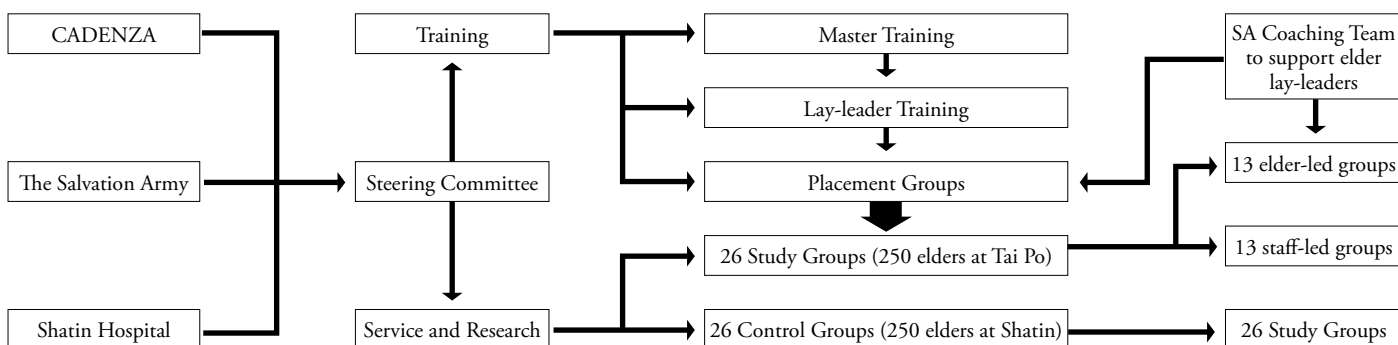 CADENZA
Training
Master Training
SA Coaching Team
to support elder
lay-leaders
Lay-leader Training
The Salvation Army
Steering Committee
Placement Groups
13 elder-led groups
26 Study Groups (250 elders at Tai Po)
13 staff-led groups
Shatin Hospital
Service and Research
26 Control Groups (250 elders at Shatin)
26 Study Groups